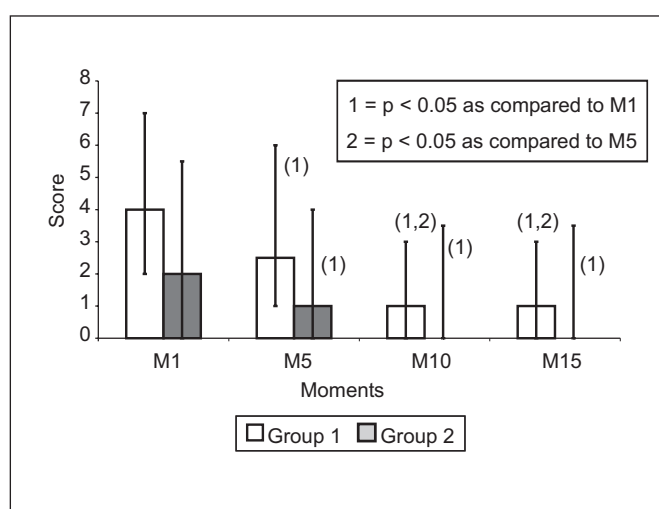 8
7
6
5
4
3
2
1
0
Score
1 = p < 0.05 as compared to M1
2 = p < 0.05 as compared to M5
(1)
(1)
(1,2)
(1)
(1,2)
(1)
M1 M5 M10 M15
Moments
Group 1 Group 2